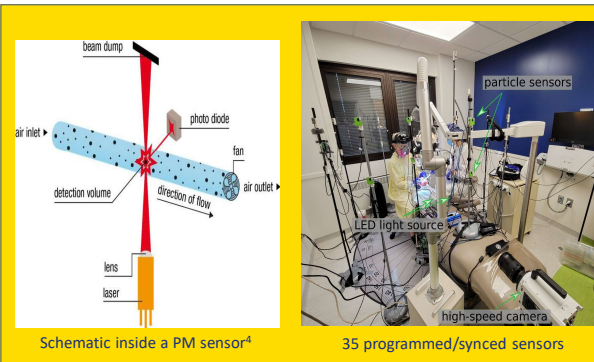 beam dump
photo diode
air inlet
fan
detection volume
direction of flow
air outlet
lens
laser
Schematic inside a PM sensor⁴
particle sensors
LED light source
high-speed camera
35 programmed/synced sensors